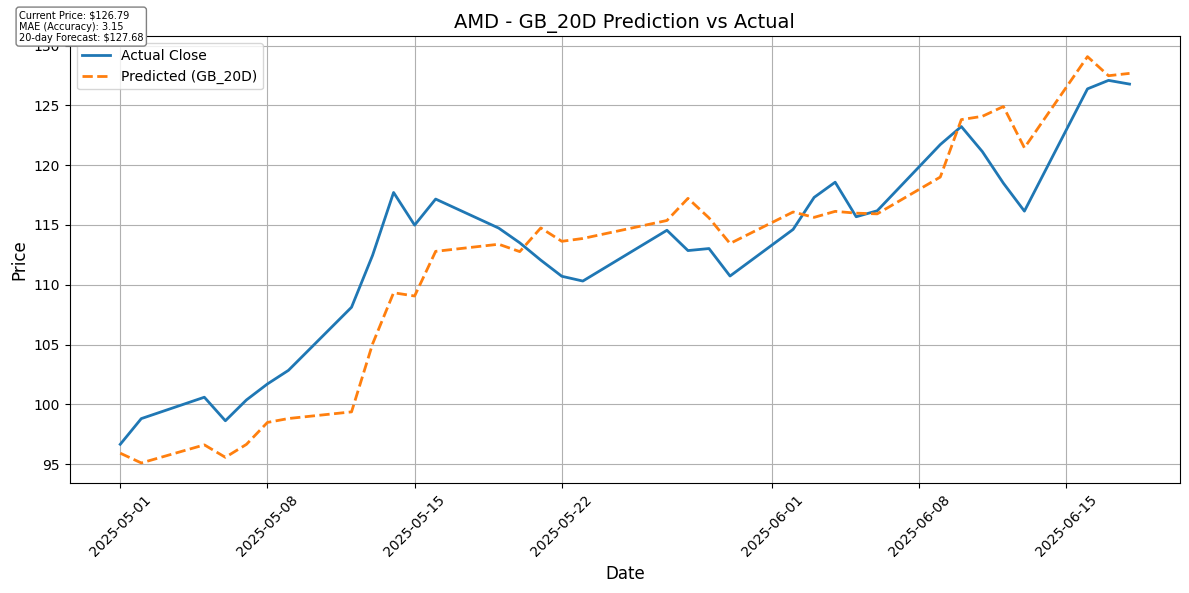 Current Price: $126.79
MAE (Accuracy): 3.15
20-day Forecast: $127.68
AMD - GB_20D Prediction vs Actual
Actual Close
Predicted (GB_20D)
Price
130
125
120
115
110
105
100
95
2025-05-01
2025-05-08
2025-05-15
2025-05-22
2025-06-01
2025-06-08
2025-06-15
Date